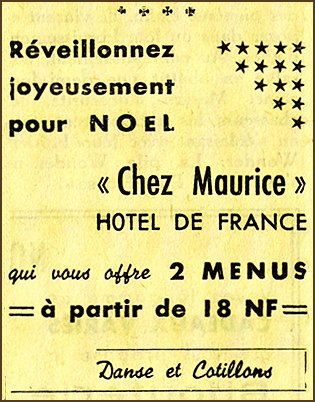 Réveillonnez
joyeusement
pour NOEL
« Chez Maurice »
HOTEL DE FRANCE
qui vous offre 2 MENUS
à partir de 18 NF
Danse et Cotillons